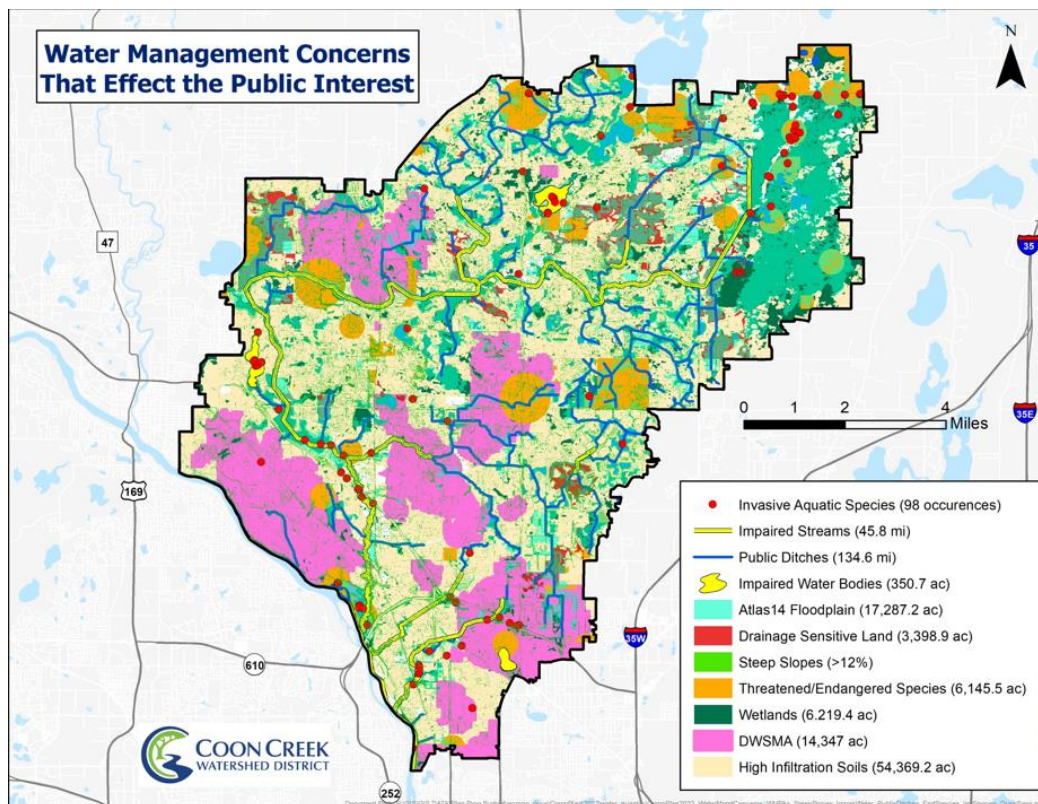 Water Management Concerns
That Effect the Public Interest
N
47
35
35E
0 1 2 4
Miles
169
35W
610
252
Invasive Aquatic Species (98 occurences)
Impaired Streams (45.8 mi)
Public Ditches (134.6 mi)
Impaired Water Bodies (350.7 ac)
Atlas14 Floodplain (17,287.2 ac)
Drainage Sensitive Land (3,398.9 ac)
Steep Slopes (>12%)
Threatened/Endangered Species (6,145.5 ac)
Wetlands (6.219.4 ac)
DWSMA (14,347 ac)
High Infiltration Soils (54,369.2 ac)
COON CREEK
WATERSHED DISTRICT